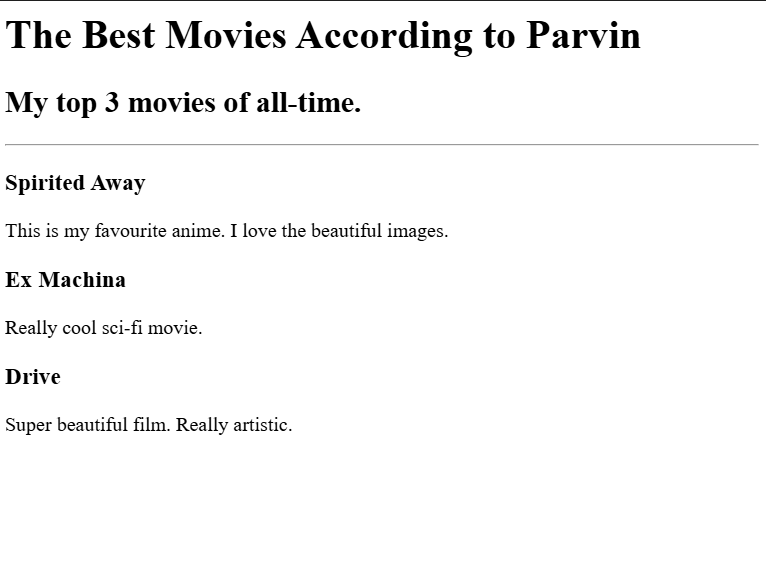 The Best Movies According to Parvin
My top 3 movies of all-time.
Spirited Away
This is my favourite anime. I love the beautiful images.
Ex Machina
Really cool sci-fi movie.
Drive
Super beautiful film. Really artistic.